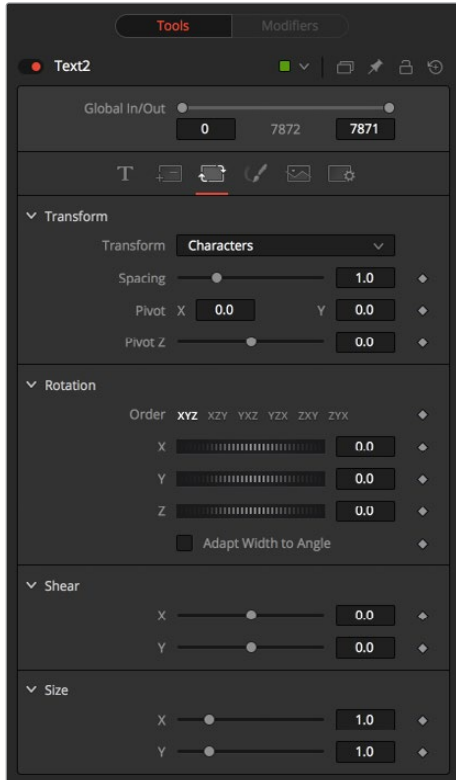 Tools Modifiers
Text2
Global In/Out
0 7872 7871
T
Transform
Transform Characters
Spacing 1.0
Pivot X 0.0 Y 0.0
Pivot Z 0.0
Rotation
Order XYZ XZY YXZ YZX ZXY ZYX
X 0.0
Y 0.0
Z 0.0
Adapt Width to Angle
Shear
X 0.0
Y 0.0
Size
X 1.0
Y 1.0